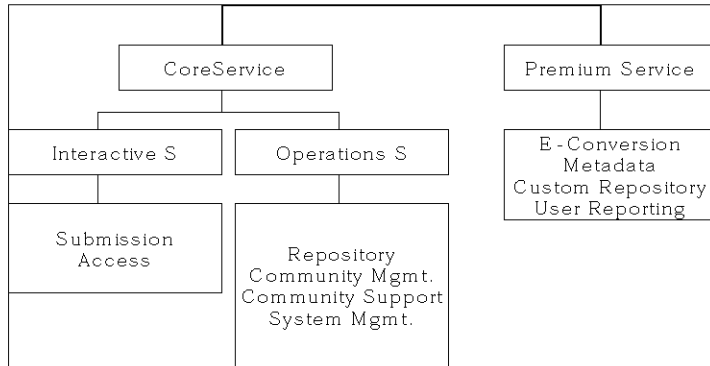 CoreService
Premium Service
Interactive S
Operations S
E-Conversion
Metadata
Custom Repository
User Reporting
Submission
Access
Repository
Community Mgmt.
Community Support
System Mgmt.